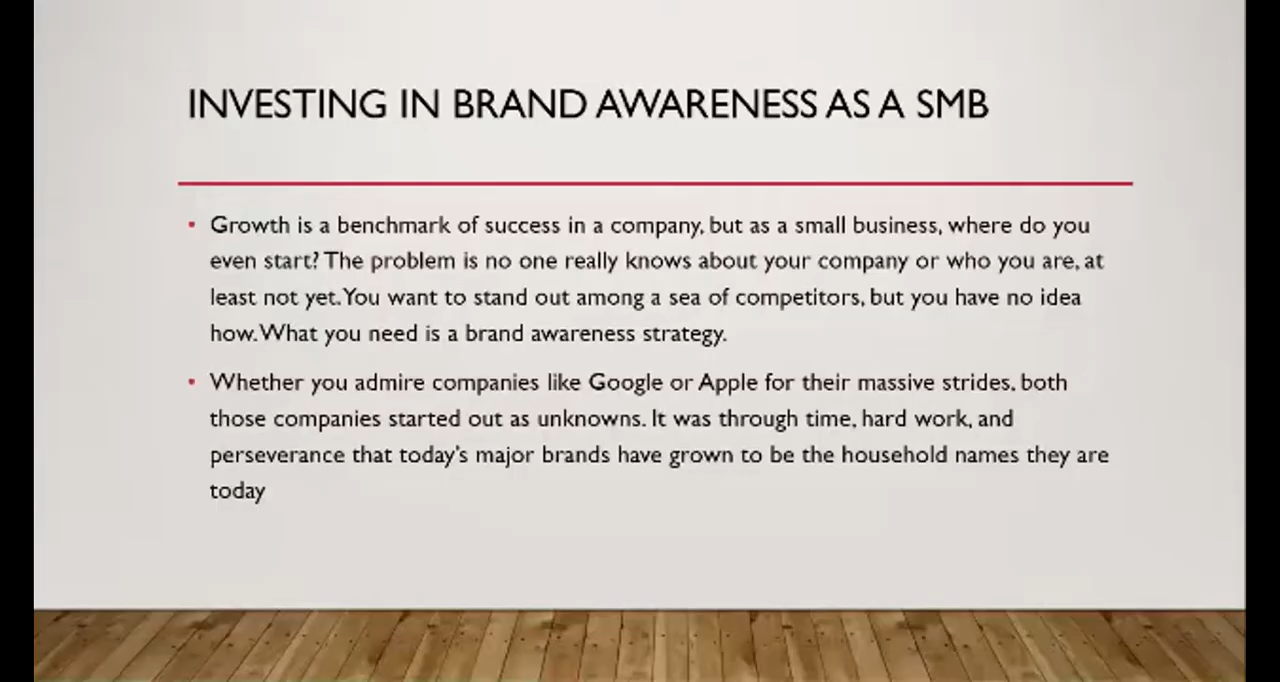 INVESTING IN BRAND AWARENESS AS A SMB
• Growth is a benchmark of success in a company, but as a small business, where do you
even start? The problem is no one really knows about your company or who you are, at
least not yet. You want to stand out among a sea of competitors, but you have no idea
how. What you need is a brand awareness strategy.
• Whether you admire companies like Google or Apple for their massive strides, both
those companies started out as unknowns. It was through time, hard work, and
perseverance that today's major brands have grown to be the household names they are
today